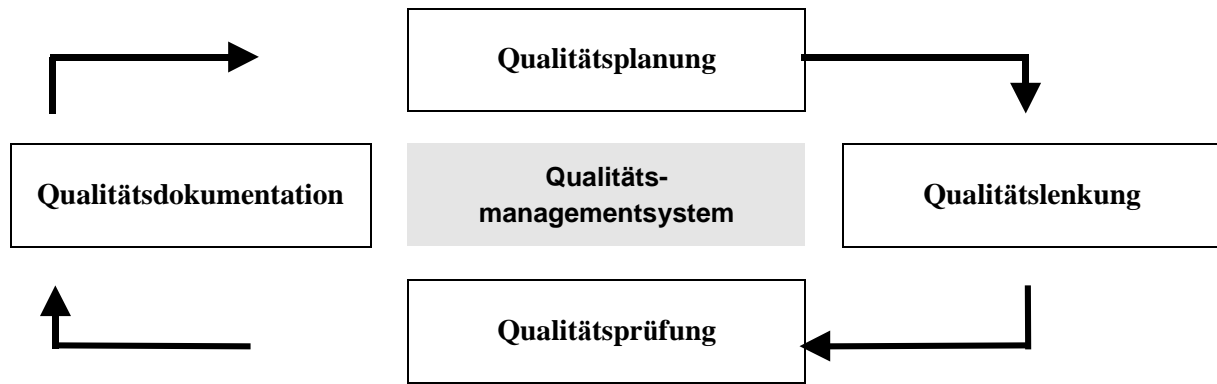 Qualitätsplanung
Qualitätsdokumentation
Qualitäts-
managementsystem
Qualitätslenkung
Qualitätsprüfung